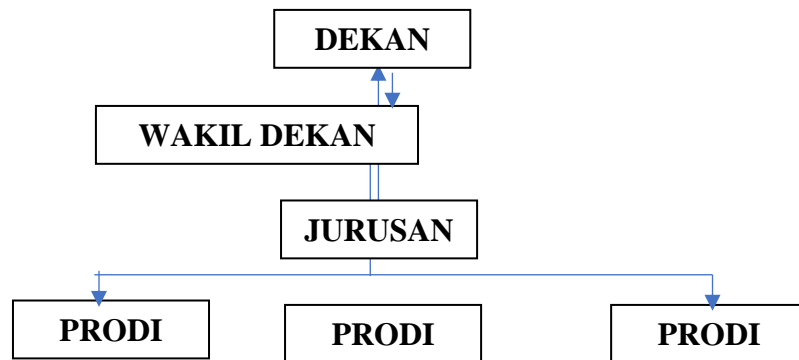 DEKAN
WAKIL DEKAN
JURUSAN
PRODI
PRODI
PRODI